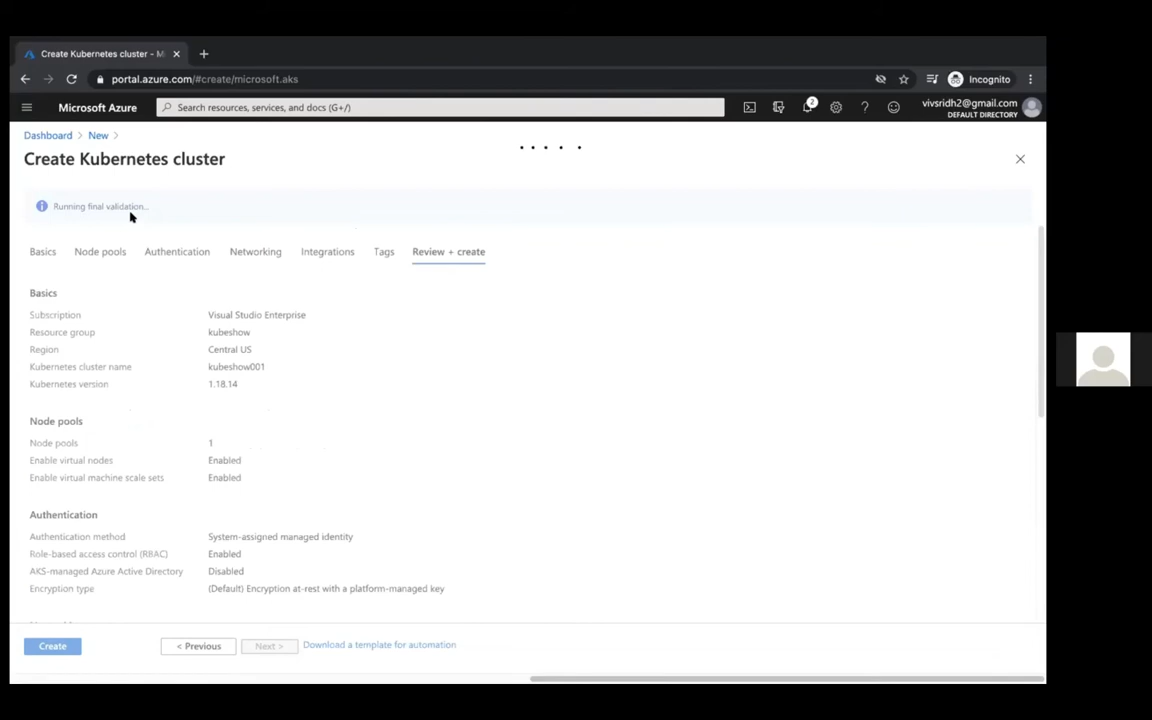 Create Kubernetes cluster - M
portal.azure.com/#create/microsoft.aks
Incognito
Microsoft Azure
Search resources, services, and docs (G+/)
2
vivsridh2@gmail.com
DEFAULT DIRECTORY
Dashboard > New >
Create Kubernetes cluster
Running final validation...
Basics Node pools Authentication Networking Integrations Tags Review + create
Basics
Subscription Visual Studio Enterprise
Resource group kubeshow
Region Central US
Kubernetes cluster name kubeshow001
Kubernetes version 1.18.14
Node pools
Node pools 1
Enable virtual nodes Enabled
Enable virtual machine scale sets Enabled
Authentication
Authentication method System-assigned managed identity
Role-based access control (RBAC) Enabled
AKS-managed Azure Active Directory Disabled
Encryption type (Default) Encryption at-rest with a platform-managed key
Create < Previous Next > Download a template for automation